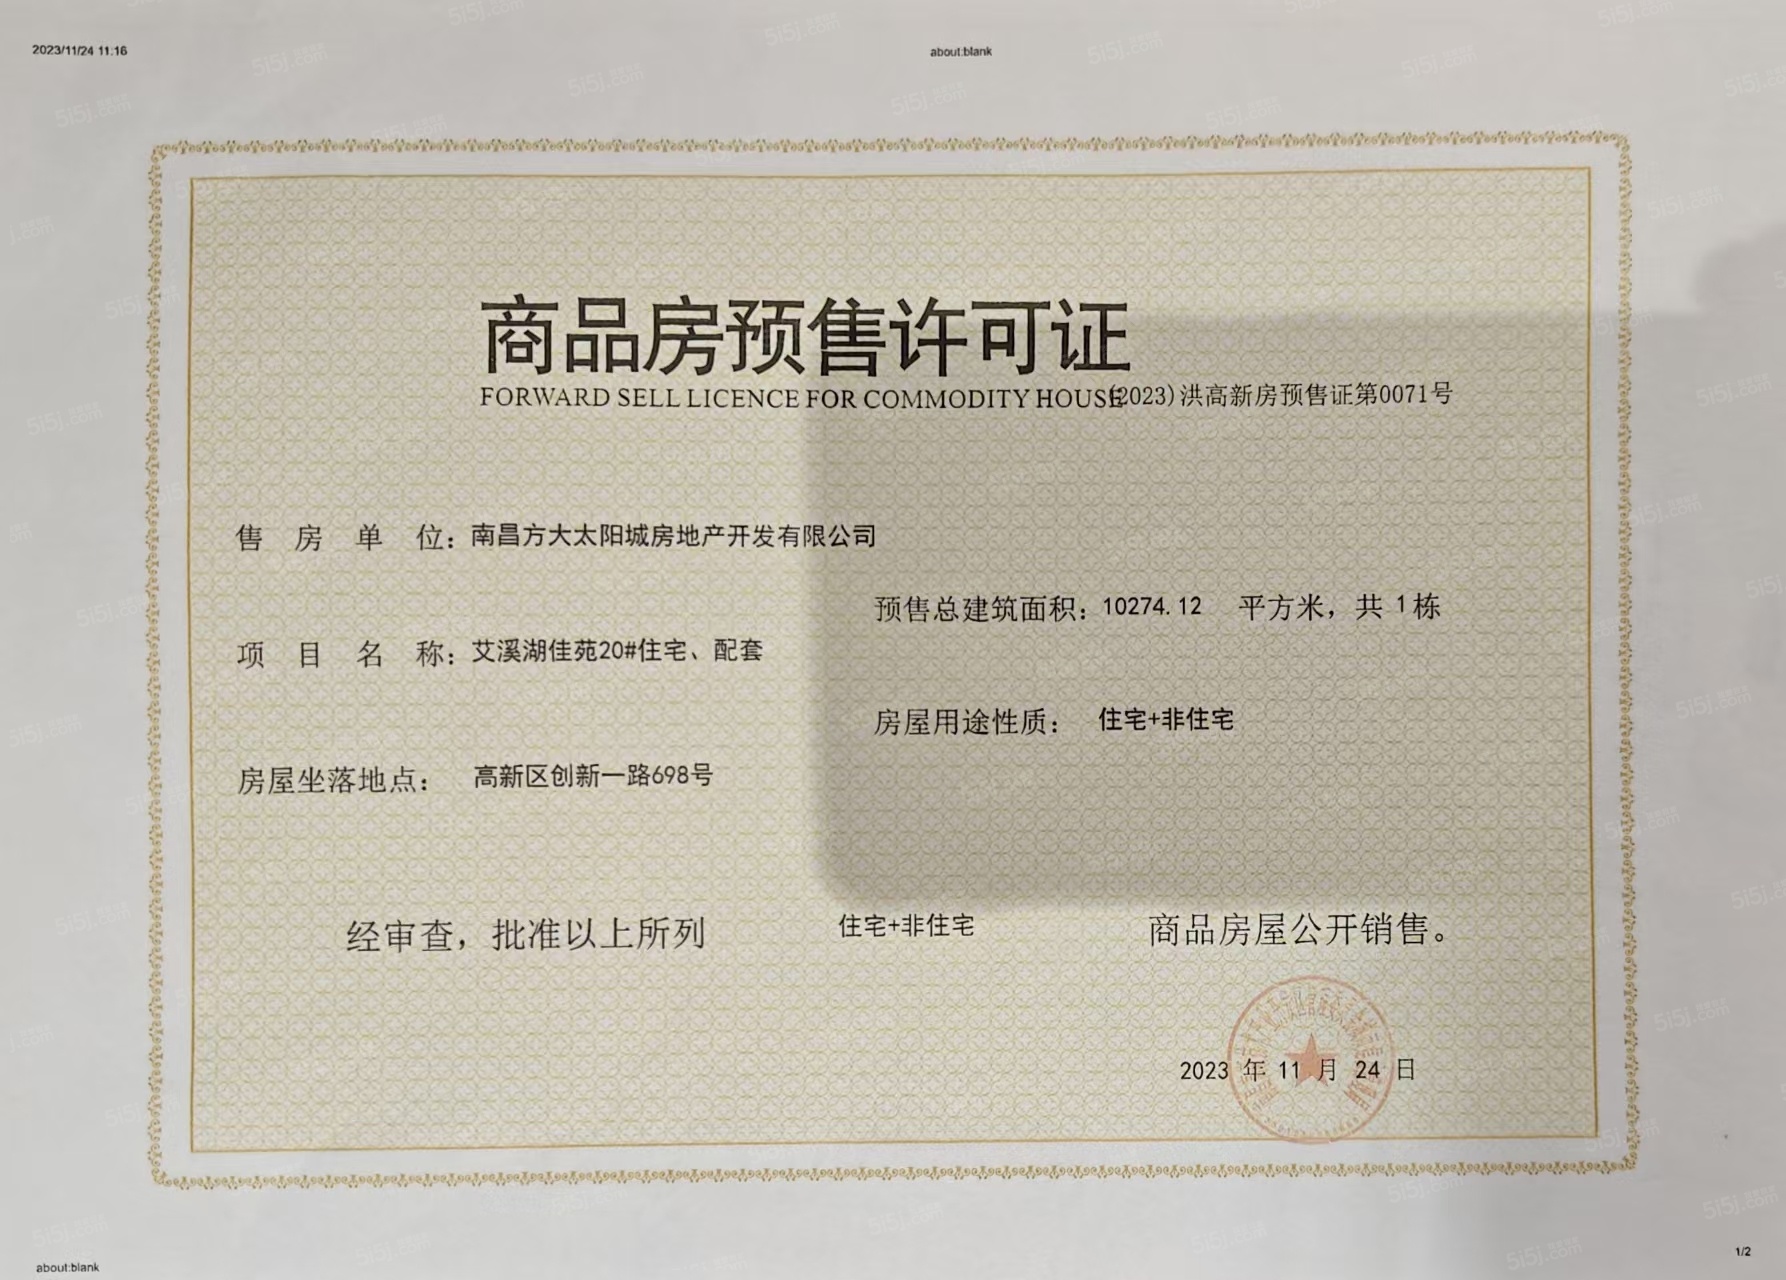 2023/11/24 11:16
about:blank
商品房预售许可证
FORWARD SELL LICENCE FOR COMMODITY HOUSE
(2023)洪高新房预售证第0071号
售房单位：南昌方大太阳城房地产开发有限公司
预售总建筑面积：10274.12 平方米，共 1 栋
项目名称：艾溪湖佳苑20#住宅、配套
房屋用途性质： 住宅+非住宅
房屋坐落地点： 高新区创新一路698号
经审查，批准以上所列 住宅+非住宅 商品房屋公开销售。
2023 年 11 月 24 日
about:blank
1/2